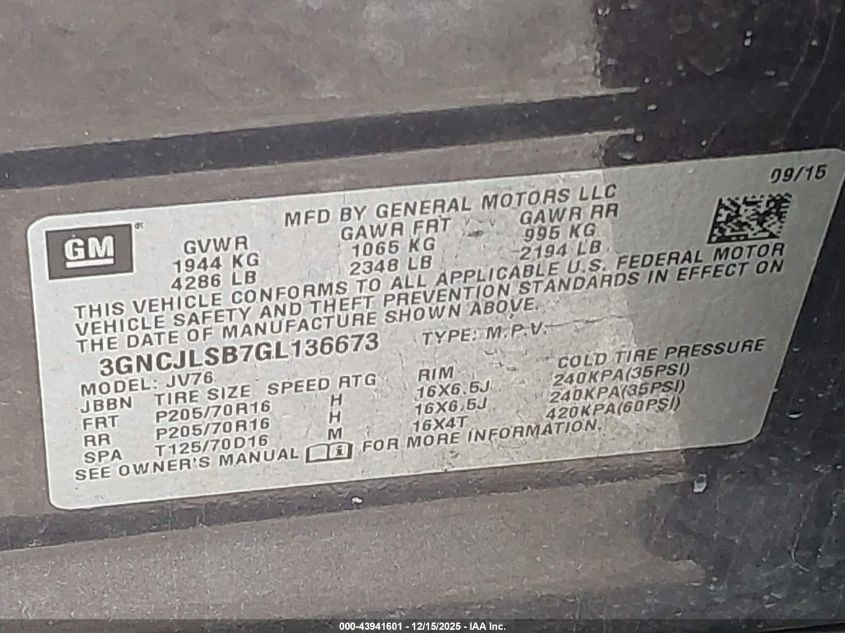 09/15
GM
MFD BY GENERAL MOTORS LLC
GVWR GAWR FRT GAWR RR
1944 KG 1065 KG 995 KG
4286 LB 2348 LB 2194 LB
THIS VEHICLE CONFORMS TO ALL APPLICABLE U.S. FEDERAL MOTOR
VEHICLE SAFETY AND THEFT PREVENTION STANDARDS IN EFFECT ON
THE DATE OF MANUFACTURE SHOWN ABOVE.
3GNCJLSB7GL136673 TYPE: M.P.V.
MODEL: JV76
JBBN TIRE SIZE SPEED RTG RIM COLD TIRE PRESSURE
FRT P205/70R16 H 16X6.5J 240KPA(35PSI)
RR P205/70R16 H 16X6.5J 240KPA(35PSI)
SPA T125/70D16 M 16X4T 420KPA(60PSI)
SEE OWNER'S MANUAL i FOR MORE INFORMATION.
000-43941601 - 12/15/2025 - IAA Inc.